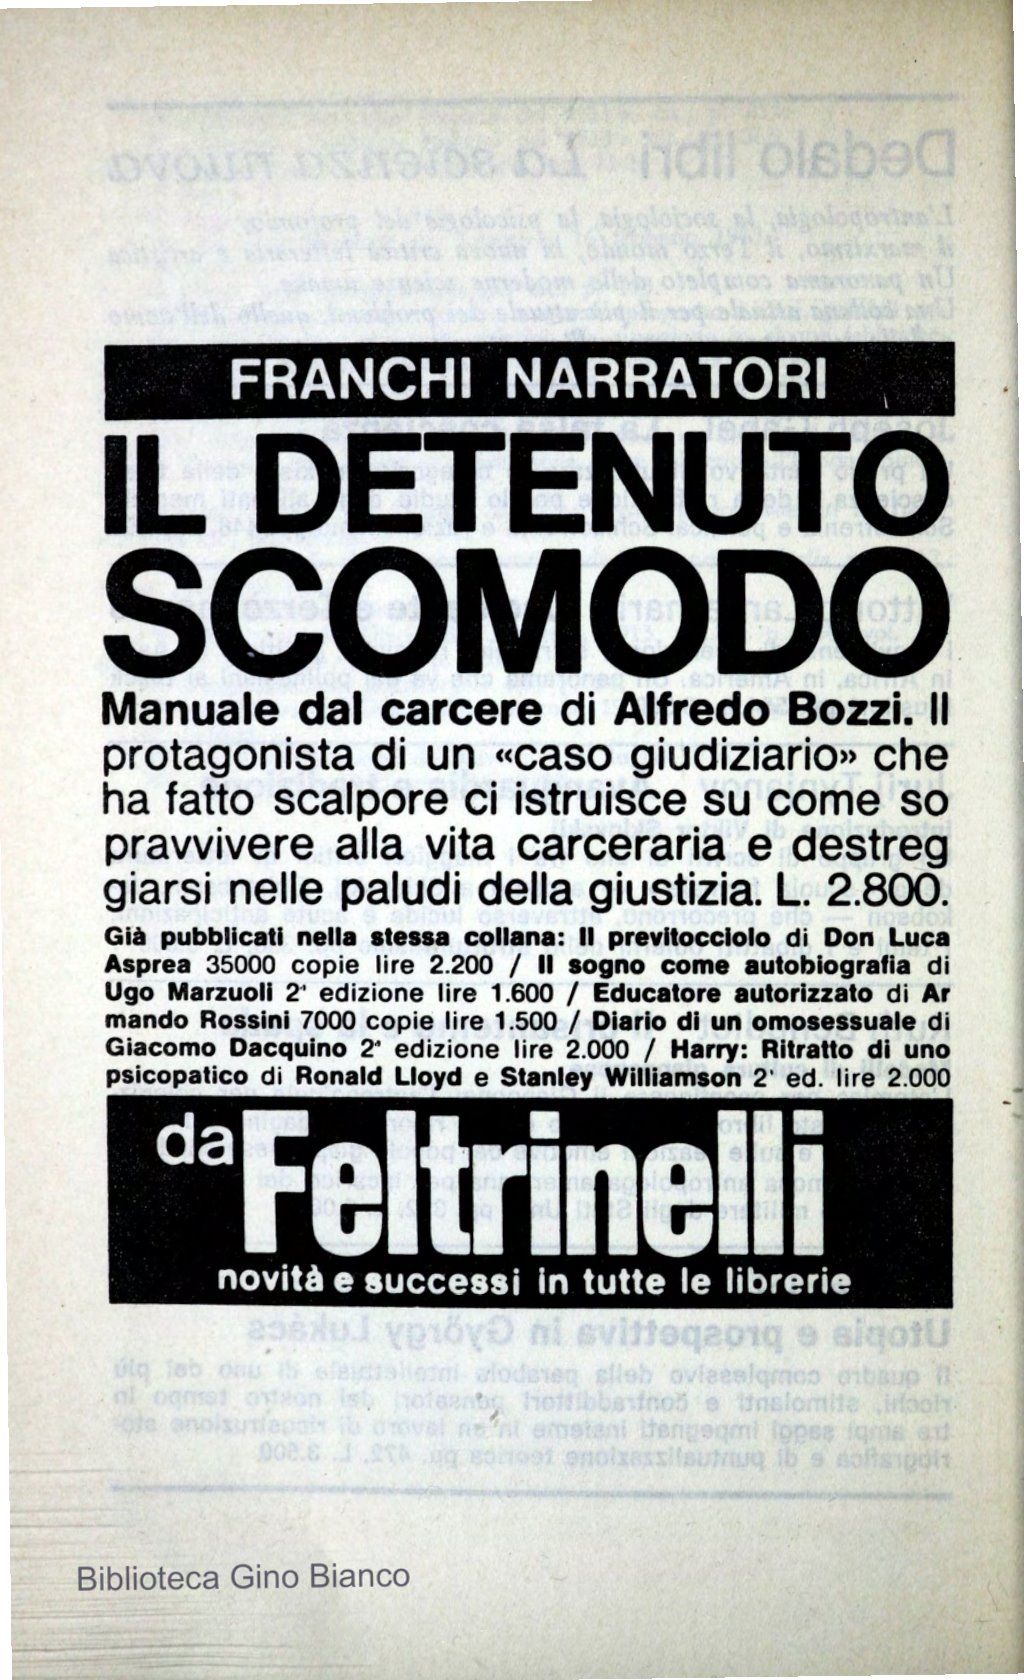 FRANCHI NARRATORI
IL DETENUTO
SCOMODO
Manuale dal carcere di Alfredo Bozzi. Il
protagonista di un «caso giudiziario» che
ha fatto scalpore ci istruisce su come so
pravvivere alla vita carceraria e destreg
giarsi nelle paludi della giustizia. L. 2.800.
Già pubblicati nella stessa collana: Il previtocciolo di Don Luca
Asprea 35000 copie lire 2.200 / Il sogno come autobiografia di
Ugo Marzuoli 2ª edizione lire 1.600 / Educatore autorizzato di Ar
mando Rossini 7000 copie lire 1.500 / Diario di un omosessuale di
Giacomo Dacquino 2ª edizione lire 2.000 / Harry: Ritratto di uno
psicopatico di Ronald Lloyd e Stanley Williamson 2ª ed. lire 2.000
da Feltrinelli
novità e successi in tutte le librerie
Biblioteca Gino Bianco